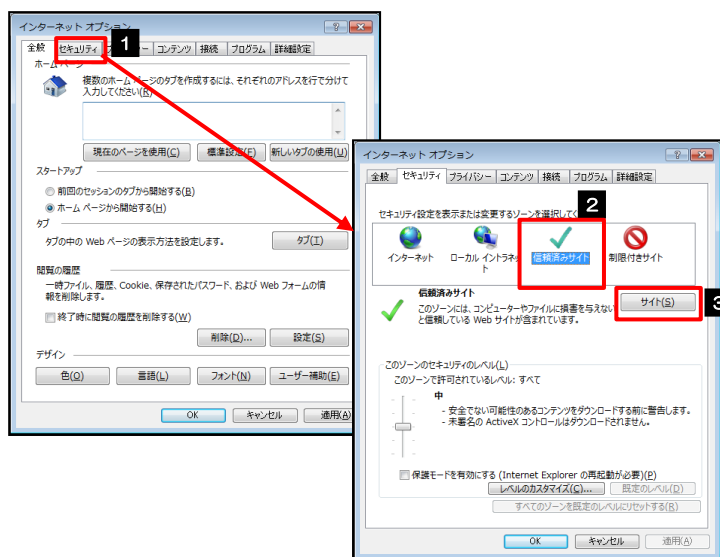 インターネット オプション
1
全般 セキュリティ コンテンツ 接続 プログラム 詳細設定
ホーム ページ
複数のホーム ページのタブを作成するには、それぞれのアドレスを行で分けて
入力してください(R)
現在のページを使用(C) 標準設定(F) 新しいタブの使用(U)
スタートアップ
前回のセッションのタブから開始する(B)
ホーム ページから開始する(H)
タブ
タブの中の Web ページの表示方法を設定します。 タブ(T)
閲覧の履歴
一時ファイル、履歴、Cookie、保存されたパスワード、および Web フォームの情
報を削除します。
終了時に閲覧の履歴を削除する(W)
削除(D)... 設定(S)
デザイン
色(O) 言語(L) フォント(N) ユーザー補助(E)
OK キャンセル 適用(A)
インターネット オプション
全般 セキュリティ プライバシー コンテンツ 接続 プログラム 詳細設定
セキュリティ設定を表示または変更するゾーンを選択してく
2
インターネット ローカル イントラネッ
ト 信頼済みサイト 制限付きサイト
信頼済みサイト
このゾーンには、コンピューターやファイルに損害を与えない
と信頼している Web サイトが含まれています。
サイト(S)
3
このゾーンのセキュリティのレベル(L)
このゾーンで許可されているレベル: すべて
中
- 安全でない可能性のあるコンテンツをダウンロードする前に警告します。
- 未署名の ActiveX コントロールはダウンロードされません。
保護モードを有効にする (Internet Explorer の再起動が必要)(P)
レベルのカスタマイズ(C)... 既定のレベル(D)
すべてのゾーンを既定のレベルにリセットする(R)
OK キャンセル 適用(A)